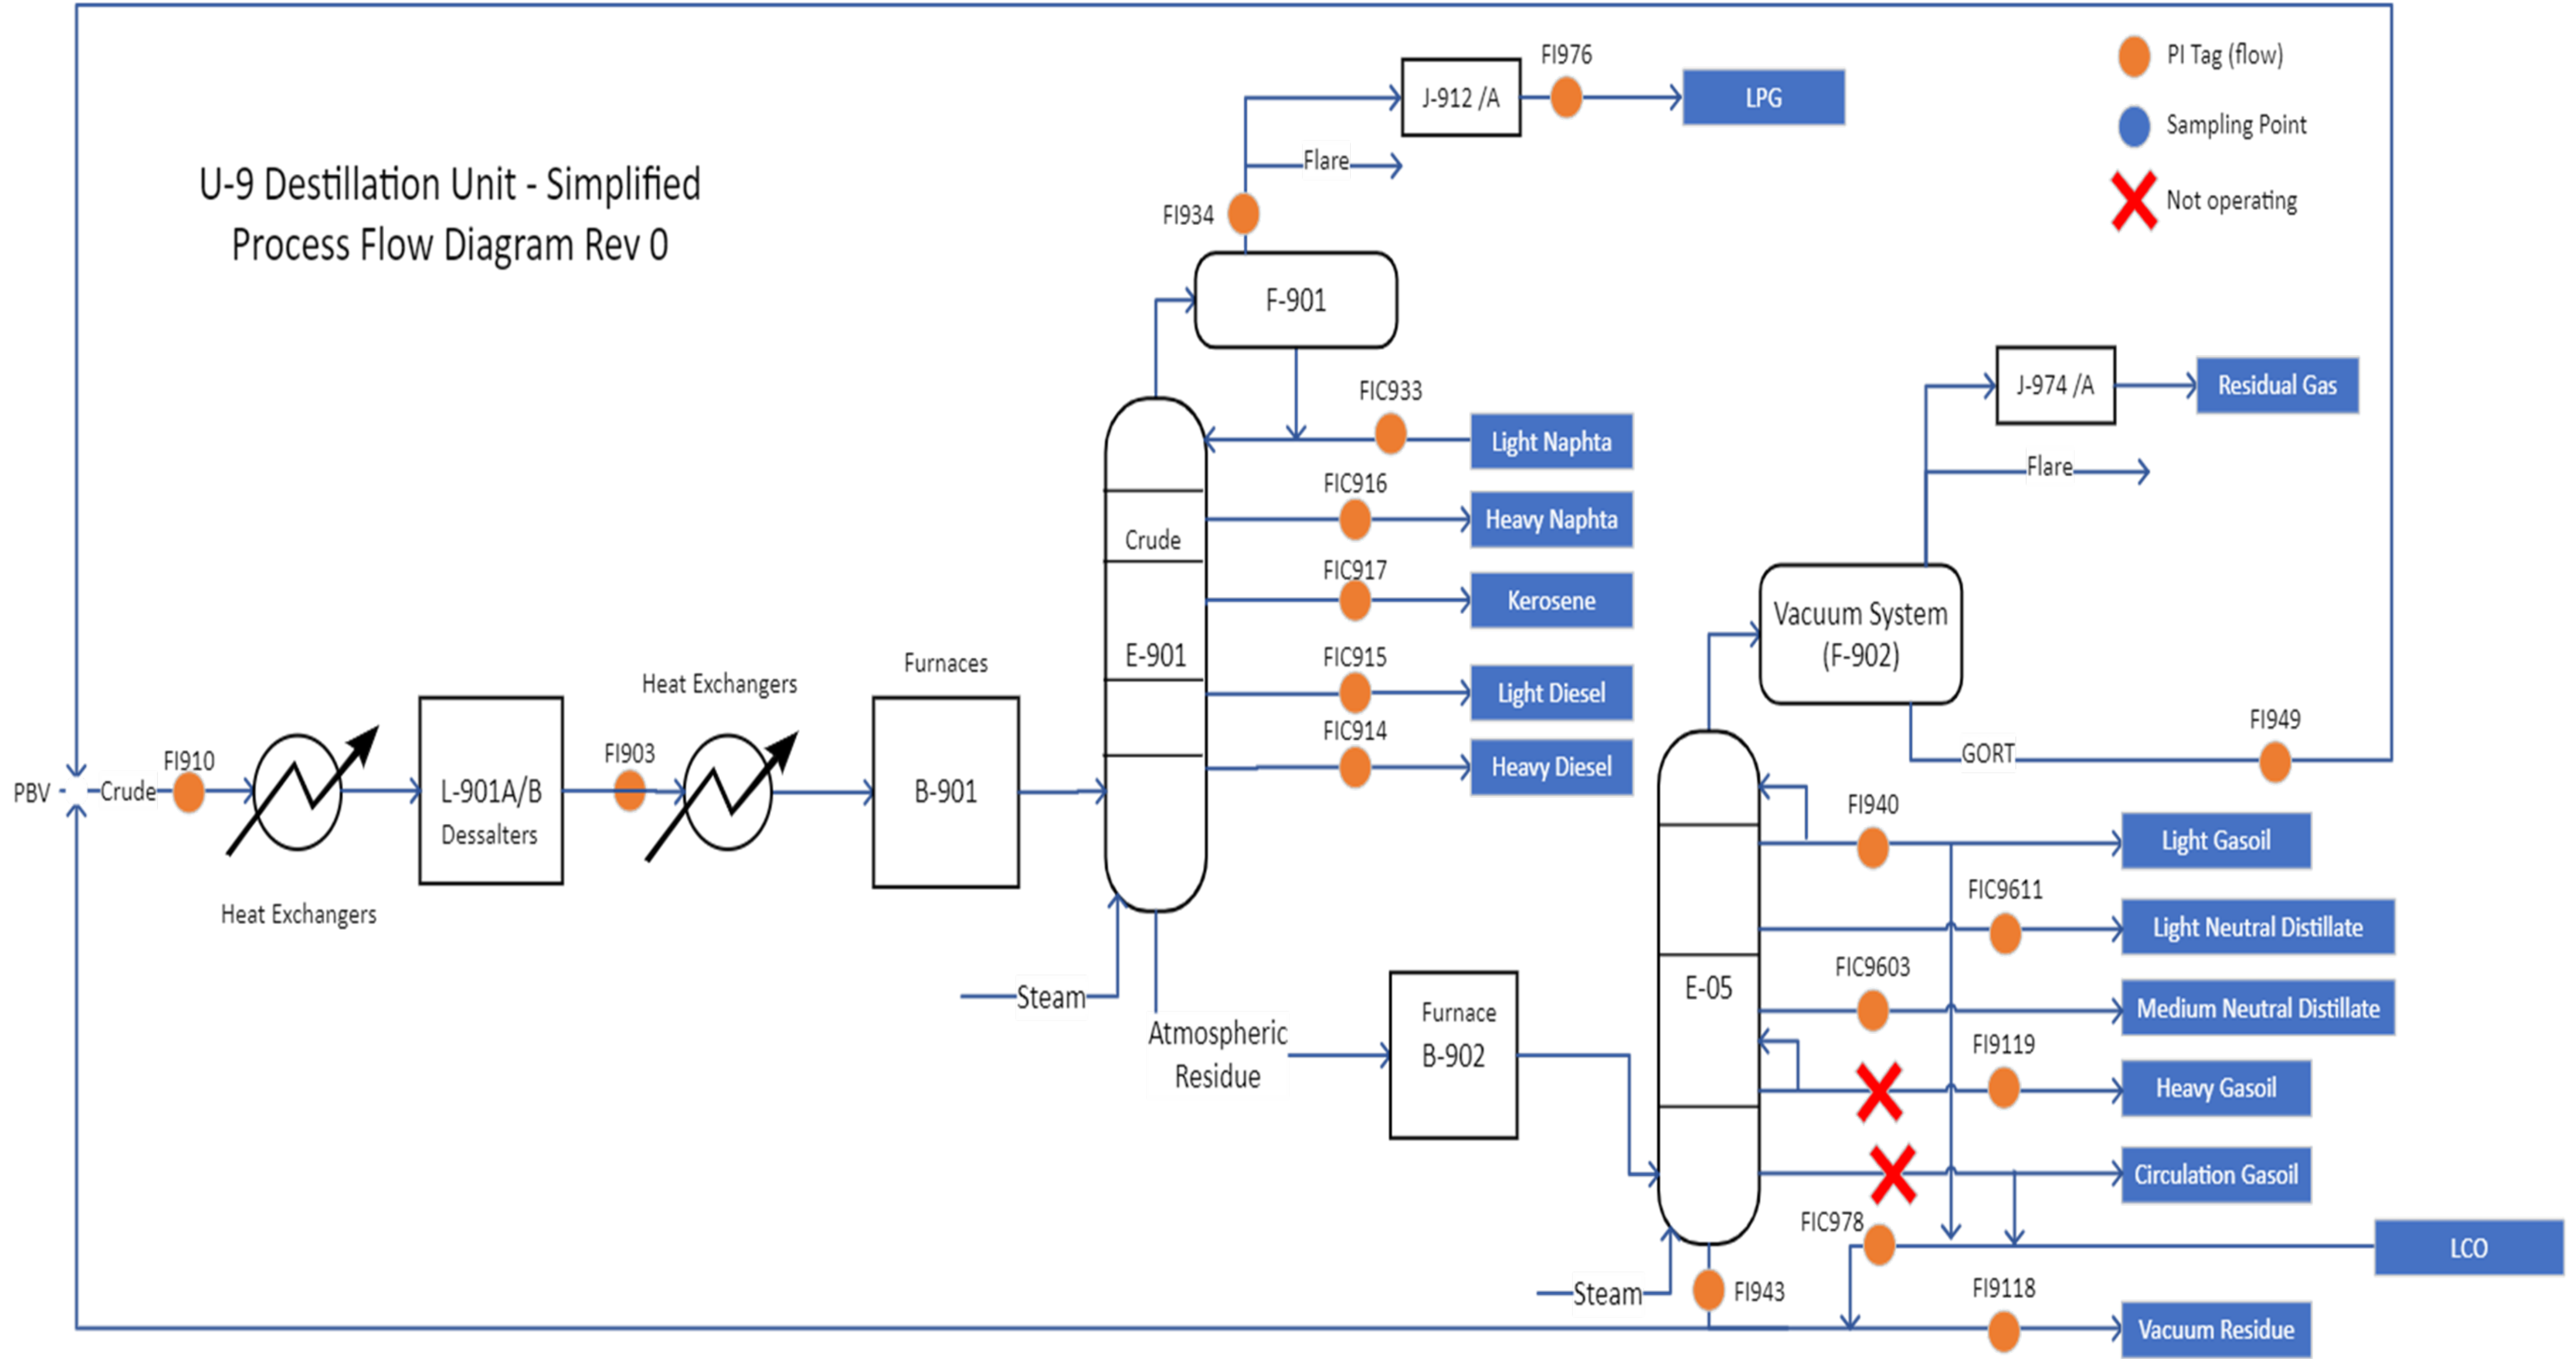 U-9 Destillation Unit - Simplified
Process Flow Diagram Rev 0
PI Tag (flow)
Sampling Point
Not operating
FI976
J-912 /A
LPG
Flare
FI934
F-901
FIC933
Light Naphta
FIC916
Heavy Naphta
Crude
FIC917
Kerosene
E-901
FIC915
Light Diesel
FIC914
Heavy Diesel
J-974 /A
Residual Gas
Flare
Vacuum System
(F-902)
GORT
FI949
PBV
Crude
FI910
Heat Exchangers
L-901A/B
Dessalters
FI903
Heat Exchangers
Furnaces
B-901
Steam
Atmospheric
Residue
Furnace
B-902
E-05
FI940
Light Gasoil
FIC9611
Light Neutral Distillate
FIC9603
Medium Neutral Distillate
FI9119
Heavy Gasoil
Circulation Gasoil
FIC978
LCO
Steam
FI943
FI9118
Vacuum Residue